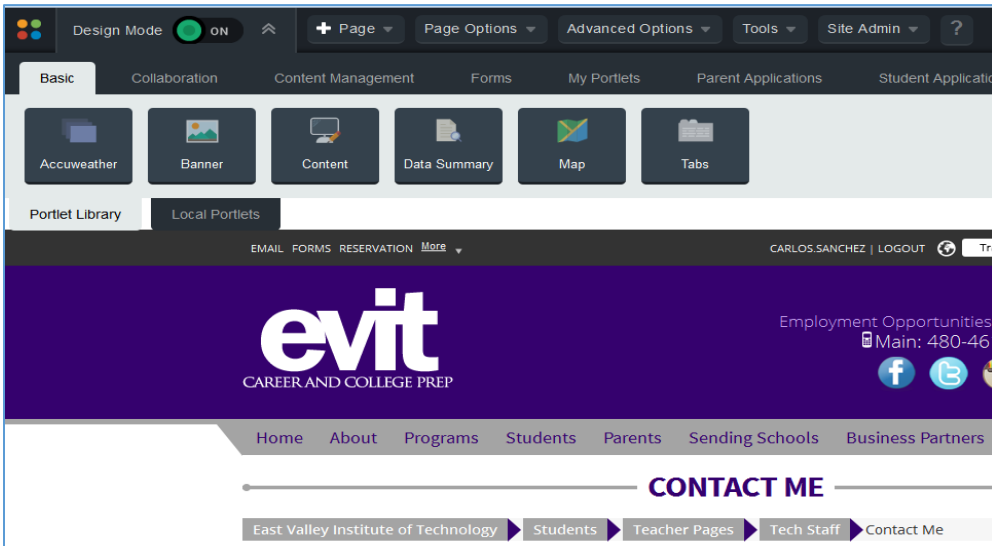 Design Mode ON + Page Page Options Advanced Options Tools Site Admin ?
Basic Collaboration Content Management Forms My Portlets Parent Applications Student Applicatio
Accuweather Banner Content Data Summary Map Tabs
Portlet Library Local Portlets
EMAIL FORMS RESERVATION More CARLOS.SANCHEZ | LOGOUT Tr
evit
CAREER AND COLLEGE PREP
Employment Opportunities
Main: 480-46
Home About Programs Students Parents Sending Schools Business Partners
CONTACT ME
East Valley Institute of Technology Students Teacher Pages Tech Staff Contact Me